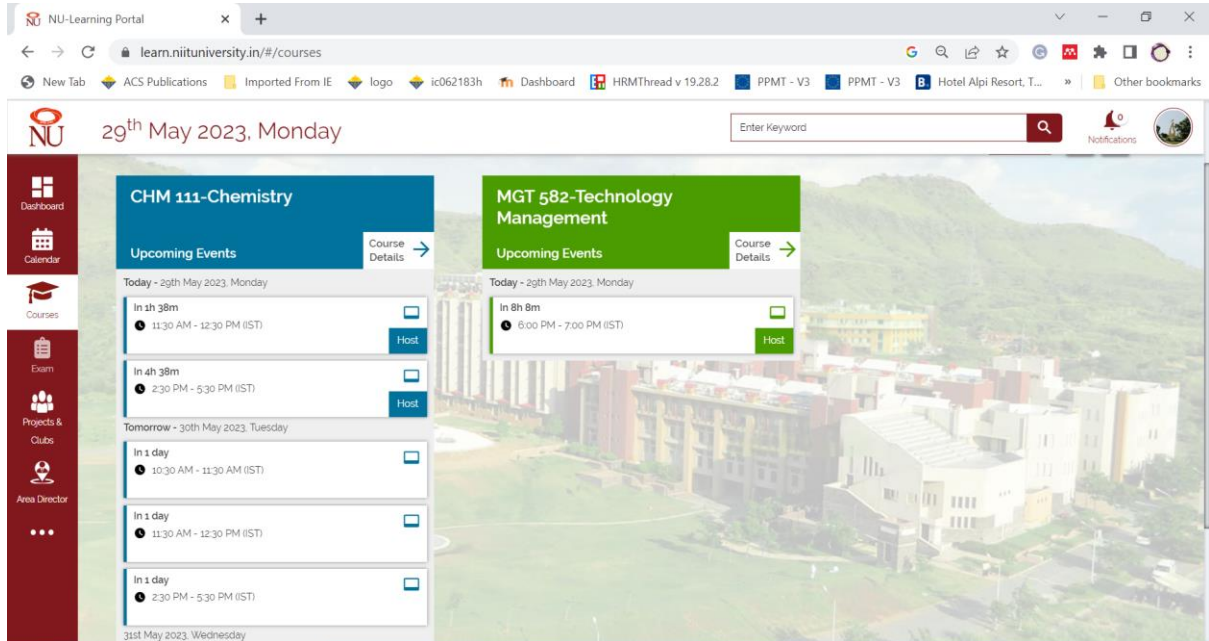 NU-Learning Portal
learn.niituniversity.in/#/courses
New Tab ACS Publications Imported From IE logo ic062183h Dashboard HRMThread v 19.28.2 PPMT - V3 PPMT - V3 Hotel Alpi Resort, T... » Other bookmarks
NU
29th May 2023, Monday
Enter Keyword
0
Notifications
Dashboard
Calendar
Courses
Exam
Projects &
Clubs
Area Director
CHM 111-Chemistry
Upcoming Events
Course
Details
Today - 29th May 2023, Monday
In 1h 38m
11:30 AM - 12:30 PM (IST)
Host
In 4h 38m
2:30 PM - 5:30 PM (IST)
Host
Tomorrow - 30th May 2023, Tuesday
In 1 day
10:30 AM - 11:30 AM (IST)
In 1 day
11:30 AM - 12:30 PM (IST)
In 1 day
2:30 PM - 5:30 PM (IST)
31st May 2023, Wednesday
MGT 582-Technology
Management
Upcoming Events
Course
Details
Today - 29th May 2023, Monday
In 8h 8m
6:00 PM - 7:00 PM (IST)
Host